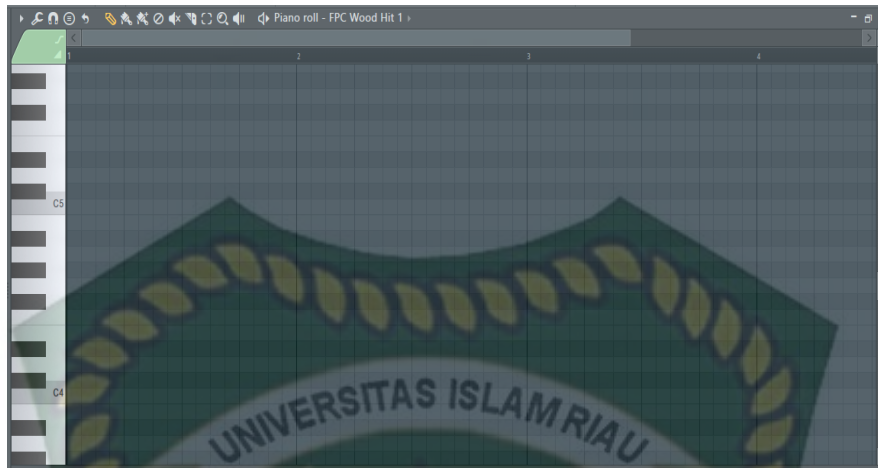 Piano roll - FPC Wood Hit 1
1 2 3 4
C5
C4
UNIVERSITAS ISLAM RIAU